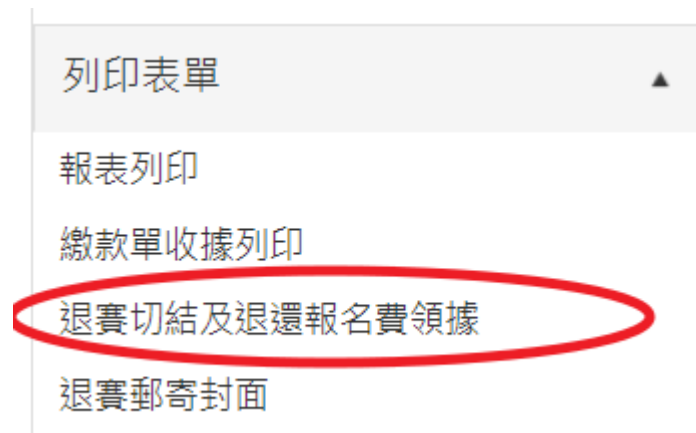 列印表單
報表列印
繳款單收據列印
退賽切結及退還報名費領據
退賽郵寄封面